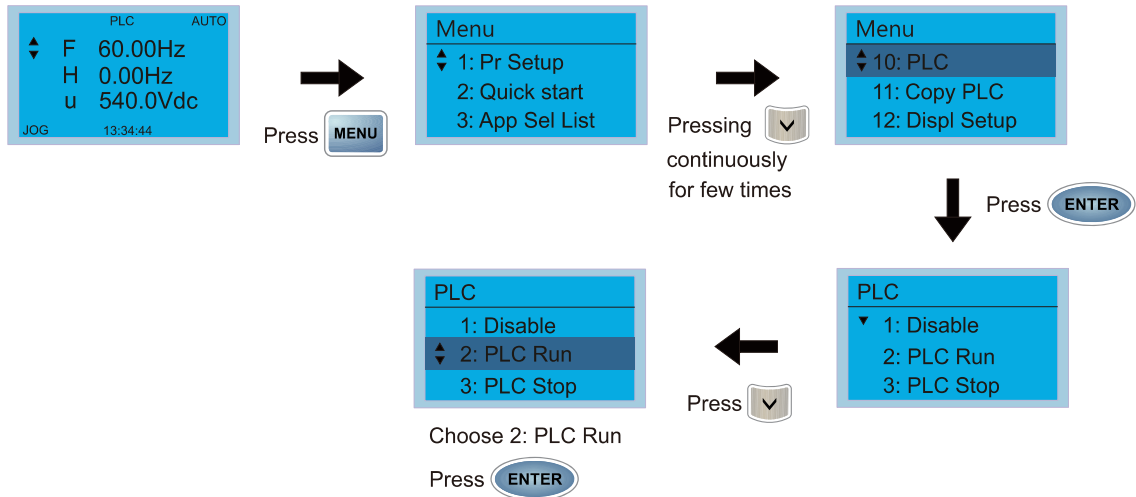 PLC AUTO
F 60.00Hz
H 0.00Hz
u 540.0Vdc
JOG 13:34:44
Press MENU
Menu
1: Pr Setup
2: Quick start
3: App Sel List
Pressing
continuously
for few times
Menu
10: PLC
11: Copy PLC
12: Displ Setup
Press ENTER
PLC
1: Disable
2: PLC Run
3: PLC Stop
Press
PLC
1: Disable
2: PLC Run
3: PLC Stop
Choose 2: PLC Run
Press ENTER